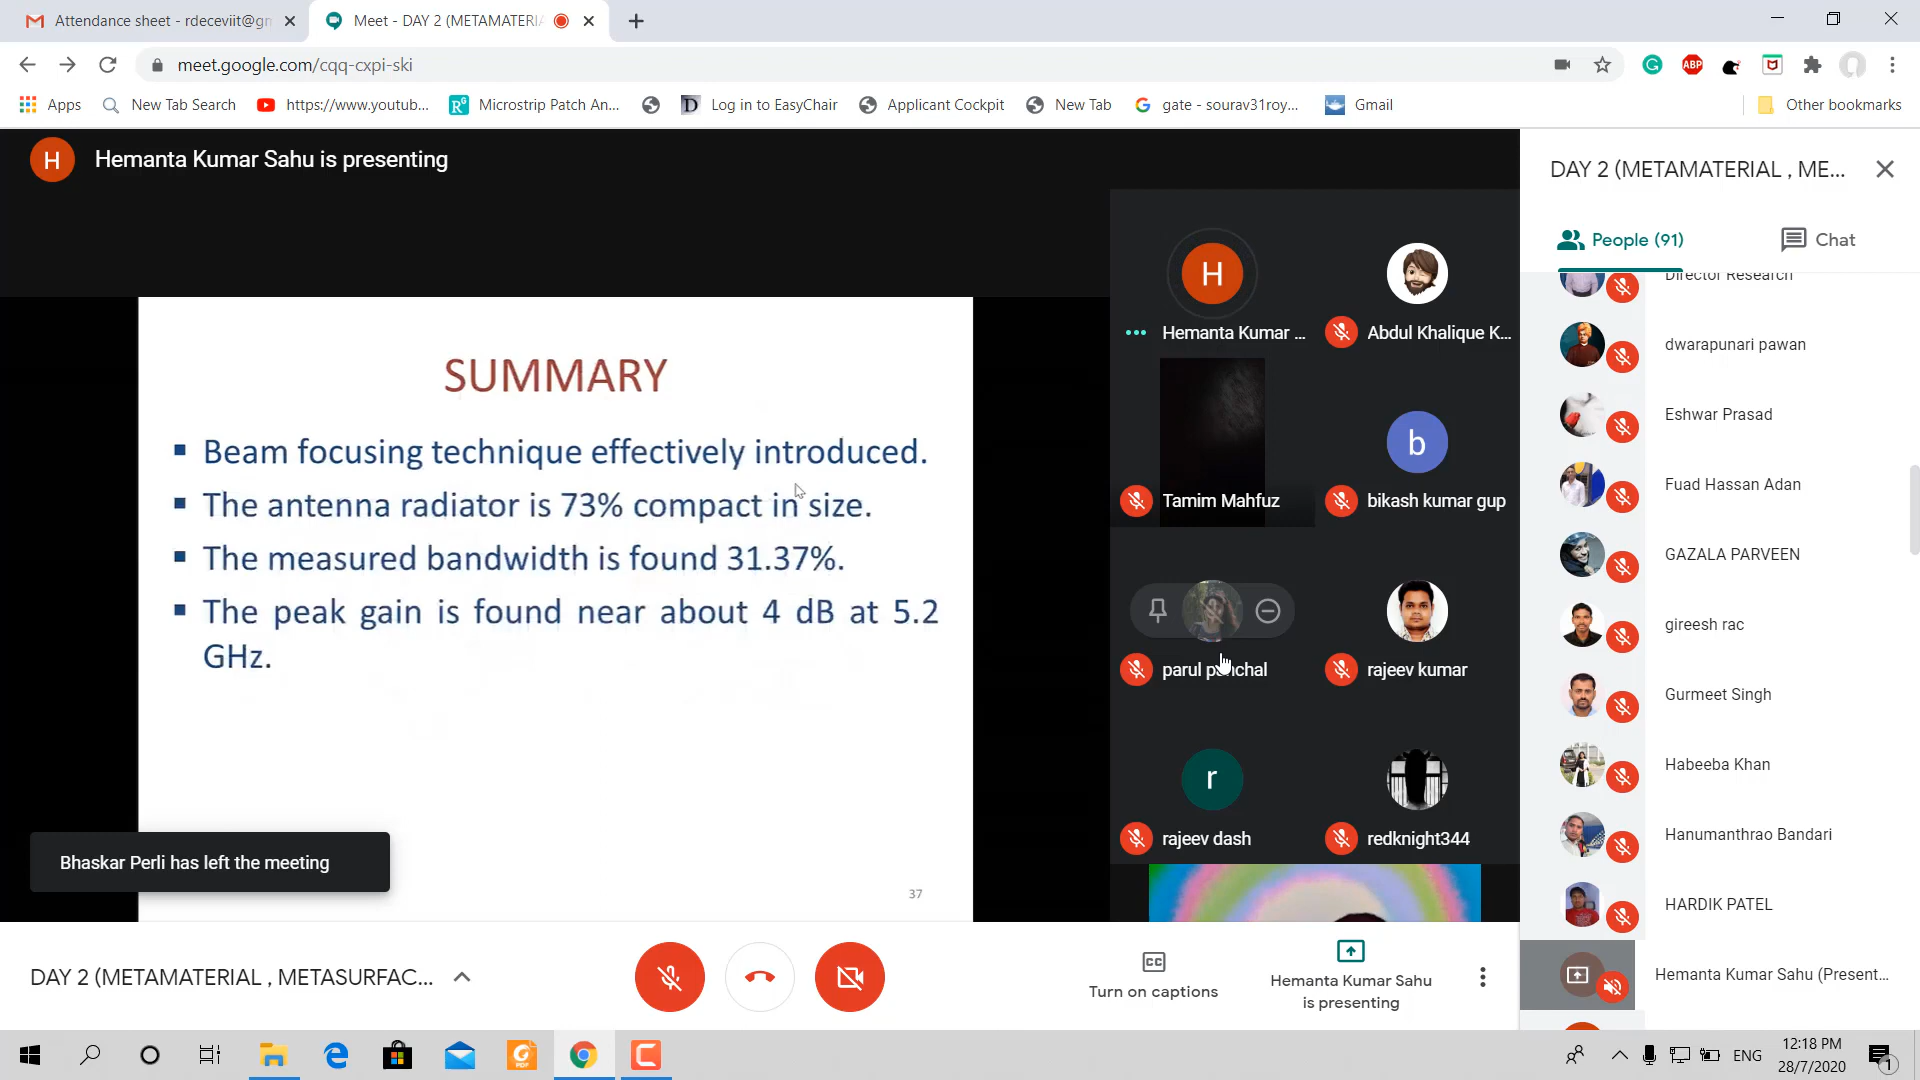 Attendance sheet - rdeceviit@gm
Meet - DAY 2 (METAMATERI
meet.google.com/cqq-cxpi-ski
Apps
New Tab Search
https://www.youtub...
Microstrip Patch An...
Log in to EasyChair
Applicant Cockpit
New Tab
gate - sourav31roy...
Gmail
Other bookmarks
H
Hemanta Kumar Sahu is presenting
SUMMARY
Beam focusing technique effectively introduced.
The antenna radiator is 73% compact in size.
The measured bandwidth is found 31.37%.
The peak gain is found near about 4 dB at 5.2
GHz.
37
Bhaskar Perli has left the meeting
H
Hemanta Kumar ...
Abdul Khalique K...
Tamim Mahfuz
b
bikash kumar gup
parul panchal
rajeev kumar
r
rajeev dash
redknight344
DAY 2 (METAMATERIAL , ME...
People (91)
Chat
Director Research
dwarapunari pawan
Eshwar Prasad
Fuad Hassan Adan
GAZALA PARVEEN
gireesh rac
Gurmeet Singh
Habeeba Khan
Hanumanthrao Bandari
HARDIK PATEL
Hemanta Kumar Sahu (Present...
DAY 2 (METAMATERIAL , METASURFAC...
CC
Turn on captions
Hemanta Kumar Sahu
is presenting
ENG
12:18 PM
28/7/2020
1